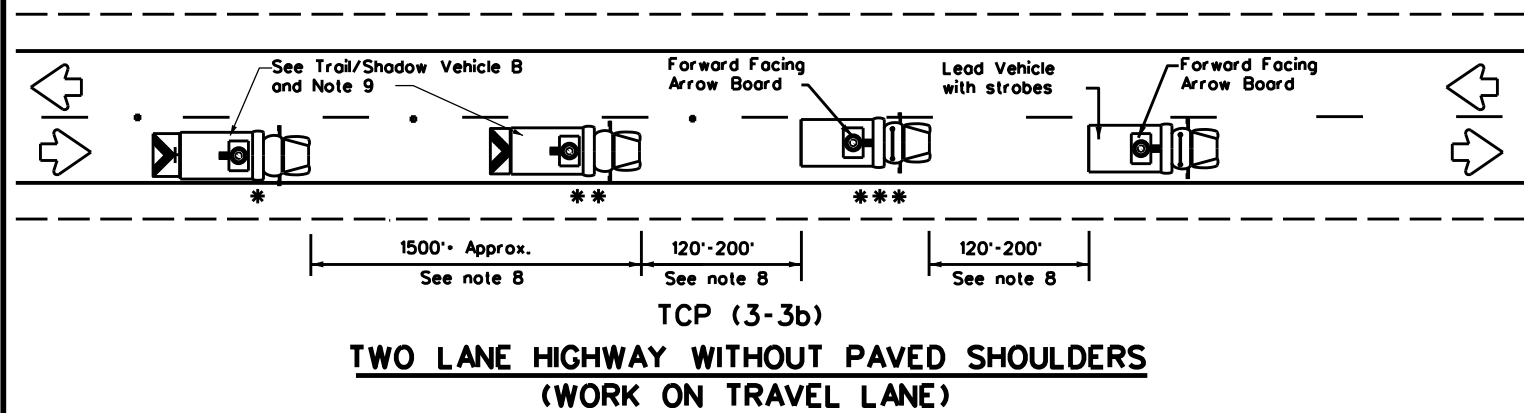 See Trail/Shadow Vehicle B
and Note 9
Forward Facing
Arrow Board
Lead Vehicle
with strobes
Forward Facing
Arrow Board
*
**
***
1500'+ Approx.
See note 8
120'-200'
See note 8
120'-200'
See note 8
TCP (3-3b)
TWO LANE HIGHWAY WITHOUT PAVED SHOULDERS
(WORK ON TRAVEL LANE)